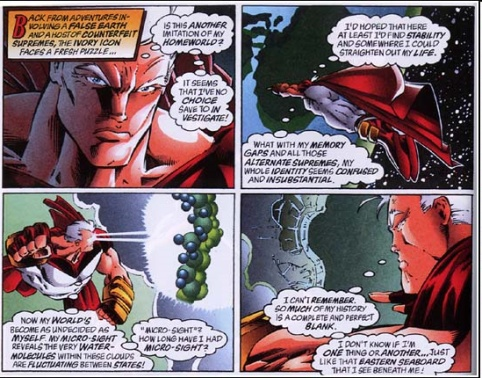 BACK FROM ADVENTURES IN-
VOLVING A FALSE EARTH
AND A HOST OF COUNTERFEIT
SUPREMES, THE IVORY ICON
FACES A FRESH PUZZLE...
IS THIS ANOTHER
IMITATION OF MY
HOMEWORLD?
IT SEEMS
THAT I'VE NO
CHOICE
SAVE TO IN
VESTIGATE!
I'D HOPED THAT HERE
AT LEAST I'D FIND STABILITY
AND SOMEWHERE I COULD
STRAIGHTEN OUT MY LIFE.
WHAT WITH MY MEMORY
GAPS AND ALL THOSE
ALTERNATE SUPREMES, MY
WHOLE IDENTITY SEEMS CONFUSED
AND INSUBSTANTIAL.
NOW MY WORLD'S
BECOME AS UNDECIDED AS
MYSELF. MY MICRO-SIGHT
REVEALS THE VERY WATER-
MOLECULES WITHIN THESE CLOUDS
ARE FLUCTUATING BETWEEN STATES!
"MICRO-SIGHT"?
HOW LONG HAVE I HAD
MICRO-SIGHT?
I CAN'T REMEMBER.
SO MUCH OF MY HISTORY
IS A COMPLETE AND PERFECT
BLANK.
I DON'T KNOW IF I'M
ONE THING OR ANOTHER...JUST
LIKE THAT EASTERN SEABOARD
THAT I SEE BENEATH ME!